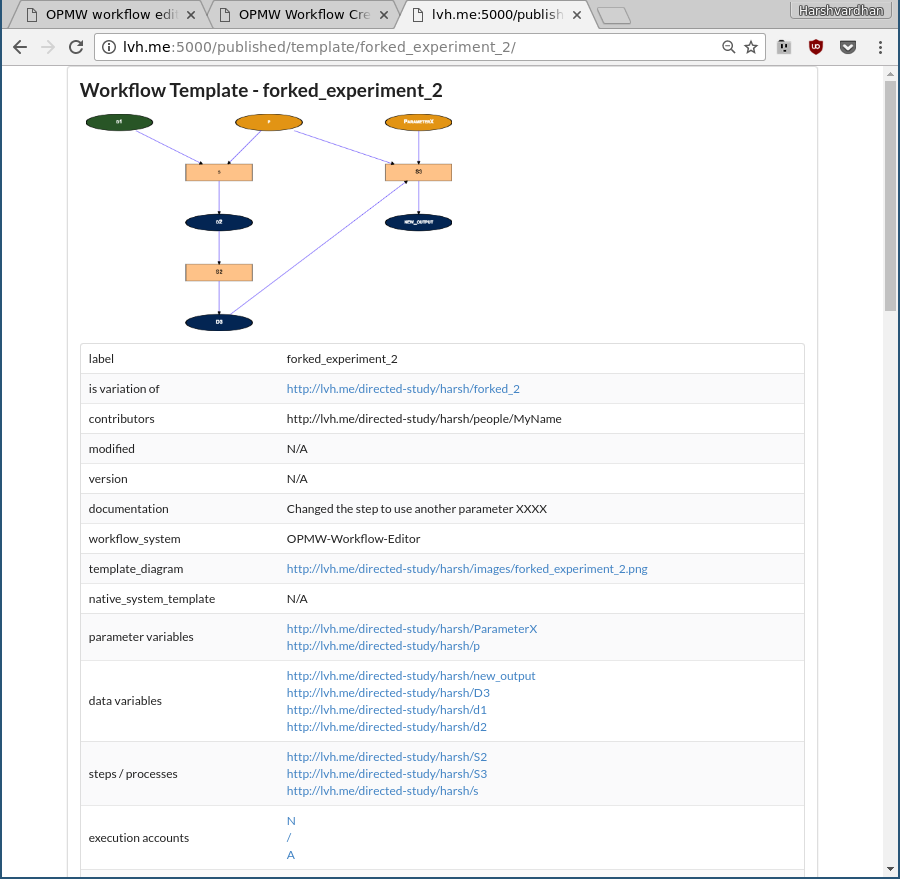 OPMW workflow edit
OPMW Workflow Cre
lvh.me:5000/publish
Harshvardhan
lvh.me:5000/published/template/forked_experiment_2/
Workflow Template - forked_experiment_2
d1
p
ParameterX
s
S3
d2
new_output
S2
D3
label forked_experiment_2
is variation of http://lvh.me/directed-study/harsh/forked_2
contributors http://lvh.me/directed-study/harsh/people/MyName
modified N/A
version N/A
documentation Changed the step to use another parameter XXXX
workflow_system OPMW-Workflow-Editor
template_diagram http://lvh.me/directed-study/harsh/images/forked_experiment_2.png
native_system_template N/A
parameter variables http://lvh.me/directed-study/harsh/ParameterX
http://lvh.me/directed-study/harsh/p
data variables http://lvh.me/directed-study/harsh/new_output
http://lvh.me/directed-study/harsh/D3
http://lvh.me/directed-study/harsh/d1
http://lvh.me/directed-study/harsh/d2
steps / processes http://lvh.me/directed-study/harsh/S2
http://lvh.me/directed-study/harsh/S3
http://lvh.me/directed-study/harsh/s
execution accounts N
/
A